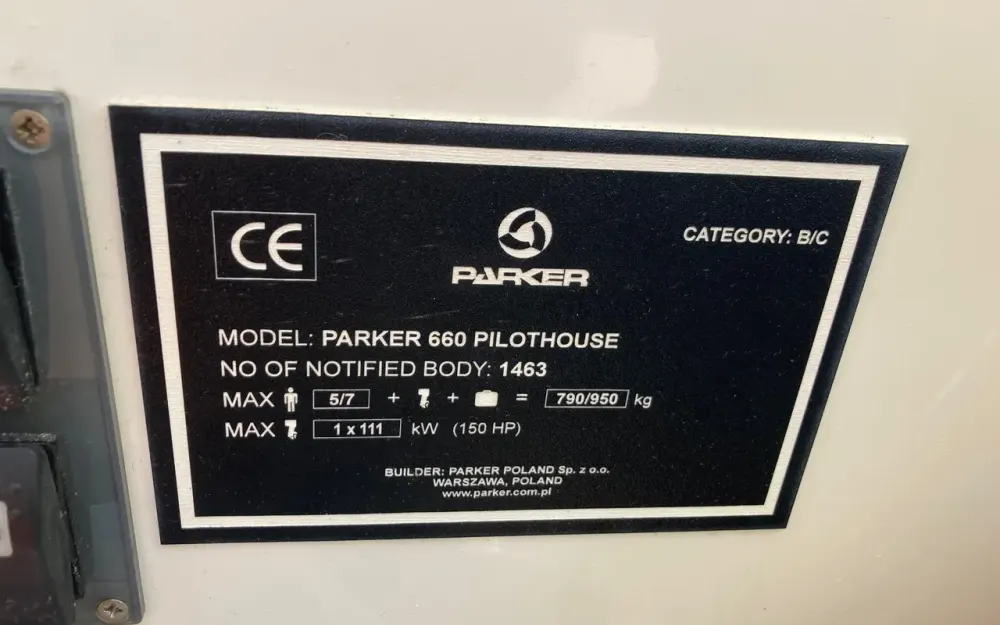 CE
PARKER
CATEGORY: B/C
MODEL: PARKER 660 PILOTHOUSE
NO OF NOTIFIED BODY: 1463
MAX 5/7 + + = 790/950 kg
MAX 1 x 111 kW (150 HP)
BUILDER: PARKER POLAND Sp. z o.o.
WARSZAWA, POLAND
www.parker.com.pl